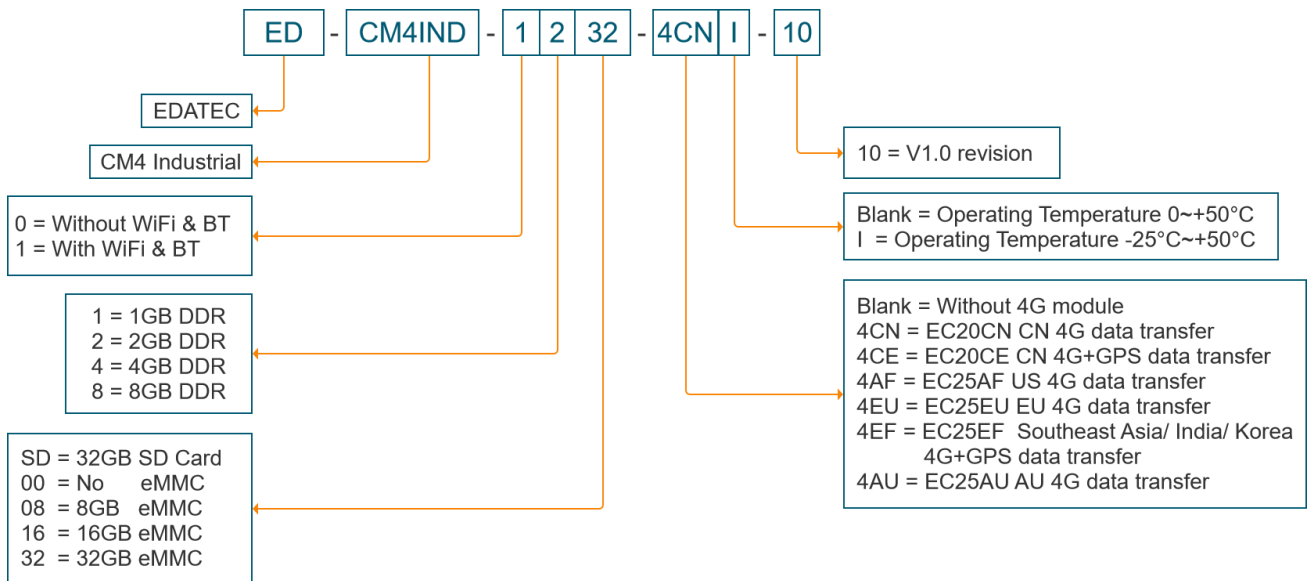 ED - CM4IND - 1 2 32 - 4CN I - 10
EDATEC
CM4 Industrial
0 = Without WiFi & BT
1 = With WiFi & BT
1 = 1GB DDR
2 = 2GB DDR
4 = 4GB DDR
8 = 8GB DDR
SD = 32GB SD Card
00 = No eMMC
08 = 8GB eMMC
16 = 16GB eMMC
32 = 32GB eMMC
10 = V1.0 revision
Blank = Operating Temperature 0~+50°C
I = Operating Temperature -25°C~+50°C
Blank = Without 4G module
4CN = EC20CN CN 4G data transfer
4CE = EC20CE CN 4G+GPS data transfer
4AF = EC25AF US 4G data transfer
4EU = EC25EU EU 4G data transfer
4EF = EC25EF Southeast Asia/ India/ Korea
4G+GPS data transfer
4AU = EC25AU AU 4G data transfer